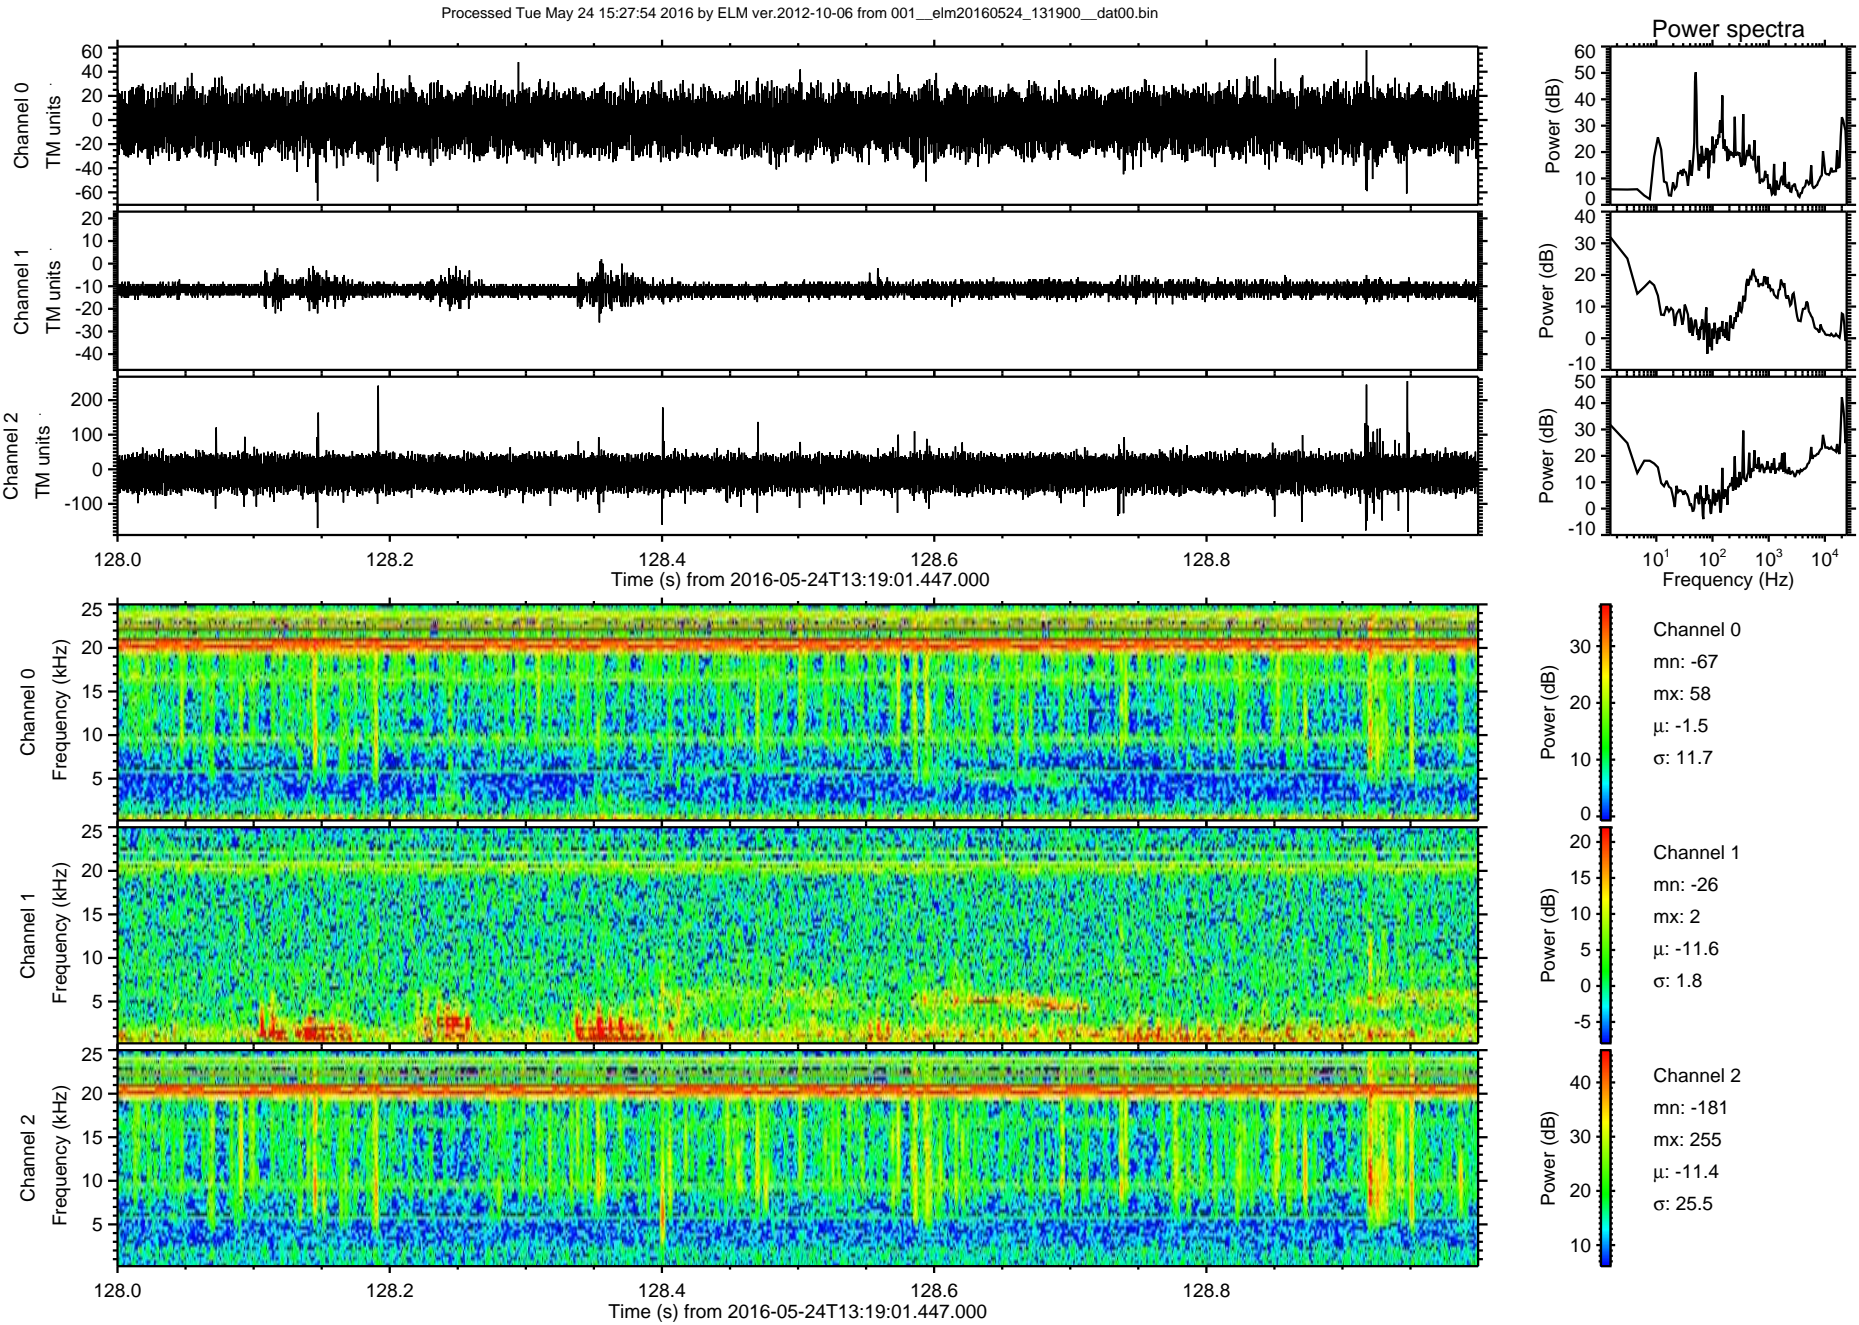 Processed Tue May 24 15:27:54 2016 by ELM ver.2012-10-06 from 001__elm20160524_131900__dat00.bin
Power spectra
Channel 0
TM units
60
40
20
0
-20
-40
-60
Power (dB)
60
50
40
30
20
10
0
Channel 1
TM units
20
10
0
-10
-20
-30
-40
Power (dB)
40
30
20
10
0
-10
Channel 2
TM units
200
100
0
-100
Power (dB)
50
40
30
20
10
0
-10
128.0 128.2 128.4 128.6 128.8
Time (s) from 2016-05-24T13:19:01.447.000
10¹ 10² 10³ 10⁴
Frequency (Hz)
Channel 0
Frequency (kHz)
25
20
15
10
5
Power (dB)
30
20
10
0
Channel 0
mn: -67
mx: 58
μ: -1.5
σ: 11.7
Channel 1
Frequency (kHz)
25
20
15
10
5
Power (dB)
20
15
10
5
0
-5
Channel 1
mn: -26
mx: 2
μ: -11.6
σ: 1.8
Channel 2
Frequency (kHz)
25
20
15
10
5
Power (dB)
40
30
20
10
Channel 2
mn: -181
mx: 255
μ: -11.4
σ: 25.5
128.0 128.2 128.4 128.6 128.8
Time (s) from 2016-05-24T13:19:01.447.000